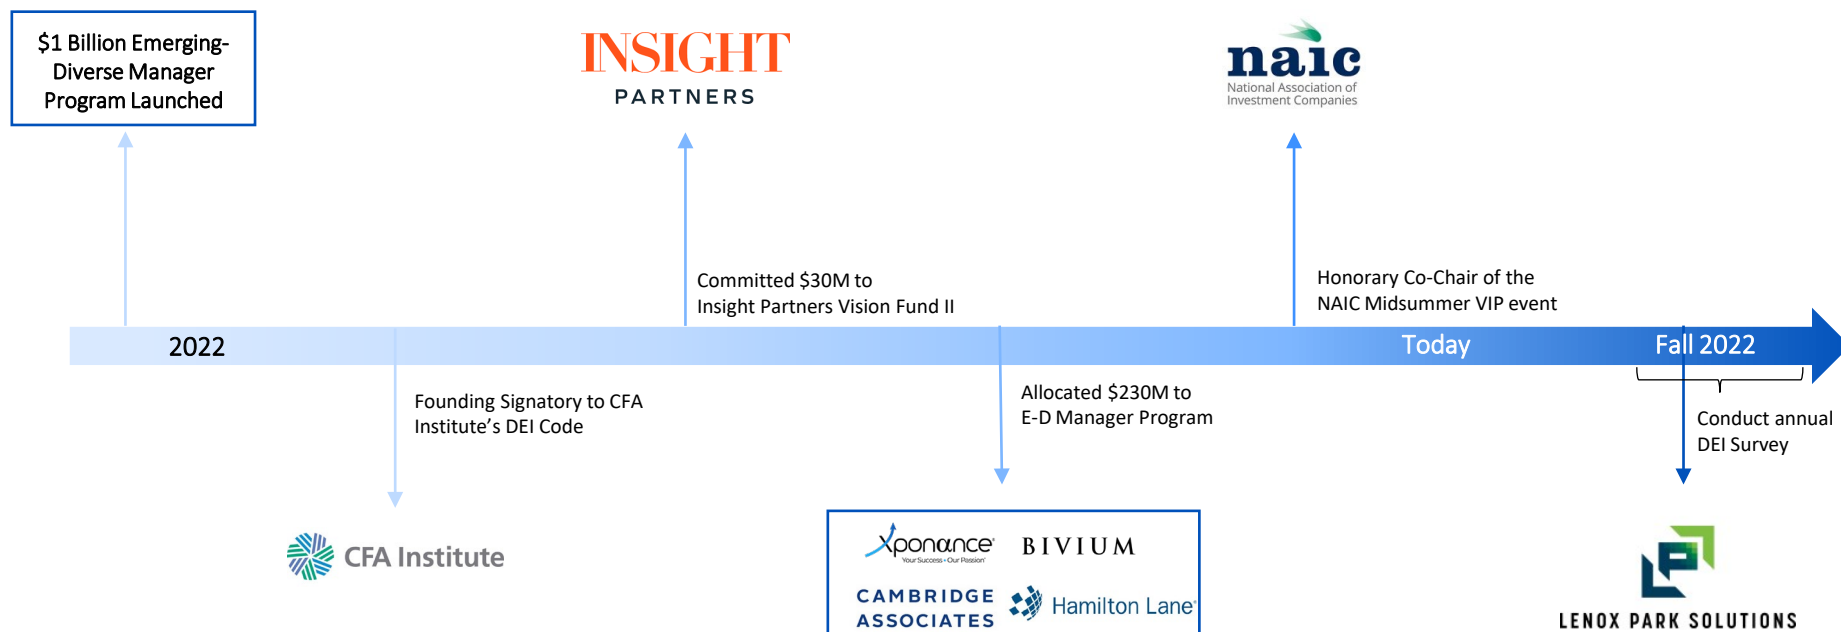 $1 Billion Emerging-
Diverse Manager
Program Launched
INSIGHT
PARTNERS
naic
National Association of
Investment Companies
Committed $30M to
Insight Partners Vision Fund II
Honorary Co-Chair of the
NAIC Midsummer VIP event
2022
Today
Fall 2022
Founding Signatory to CFA
Institute's DEI Code
Allocated $230M to
E-D Manager Program
Conduct annual
DEI Survey
CFA Institute
Xponance®
Your Success • Our Passion
BIVIUM
CAMBRIDGE
ASSOCIATES
Hamilton Lane®
LENOX PARK SOLUTIONS